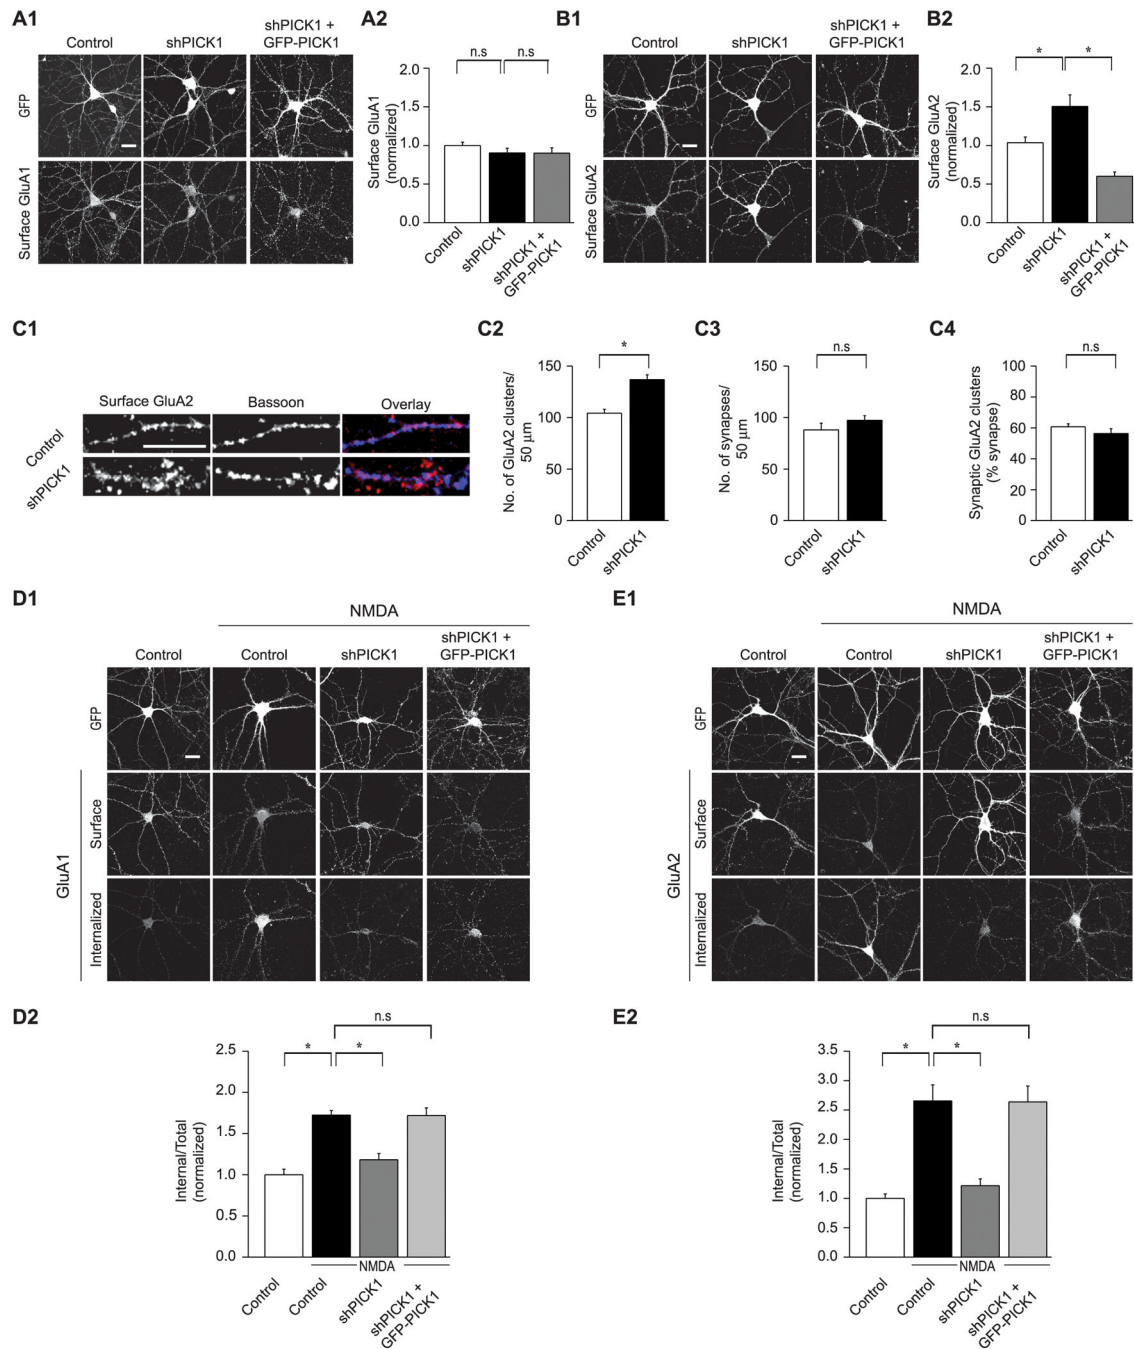 A1
Control
shPICK1
shPICK1 +
GFP-PICK1
GFP
Surface GluA1
A2
n.s
n.s
Surface GluA1
(normalized)
2.0
1.5
1.0
0.5
0.0
Control
shPICK1
shPICK1 +
GFP-PICK1
B1
Control
shPICK1
shPICK1 +
GFP-PICK1
GFP
Surface GluA2
B2
*
*
Surface GluA2
(normalized)
2.0
1.5
1.0
0.5
0.0
Control
shPICK1
shPICK1 +
GFP-PICK1
C1
Surface GluA2
Bassoon
Overlay
Control
shPICK1
C2
*
No. of GluA2 clusters/
50 µm
150
100
50
0
Control
shPICK1
C3
n.s
No. of synapses/
50 µm
150
100
50
0
Control
shPICK1
C4
n.s
Synaptic GluA2 clusters
(% synapse)
100
80
60
40
20
0
Control
shPICK1
D1
NMDA
Control
Control
shPICK1
shPICK1 +
GFP-PICK1
GFP
GluA1
Surface
Internalized
E1
NMDA
Control
Control
shPICK1
shPICK1 +
GFP-PICK1
GFP
GluA2
Surface
Internalized
D2
n.s
*
*
Internal/Total
(normalized)
2.5
2.0
1.5
1.0
0.5
0.0
NMDA
Control
Control
shPICK1
shPICK1 +
GFP-PICK1
E2
n.s
*
*
Internal/Total
(normalized)
3.5
3.0
2.5
2.0
1.5
1.0
0.5
0.0
NMDA
Control
Control
shPICK1
shPICK1 +
GFP-PICK1